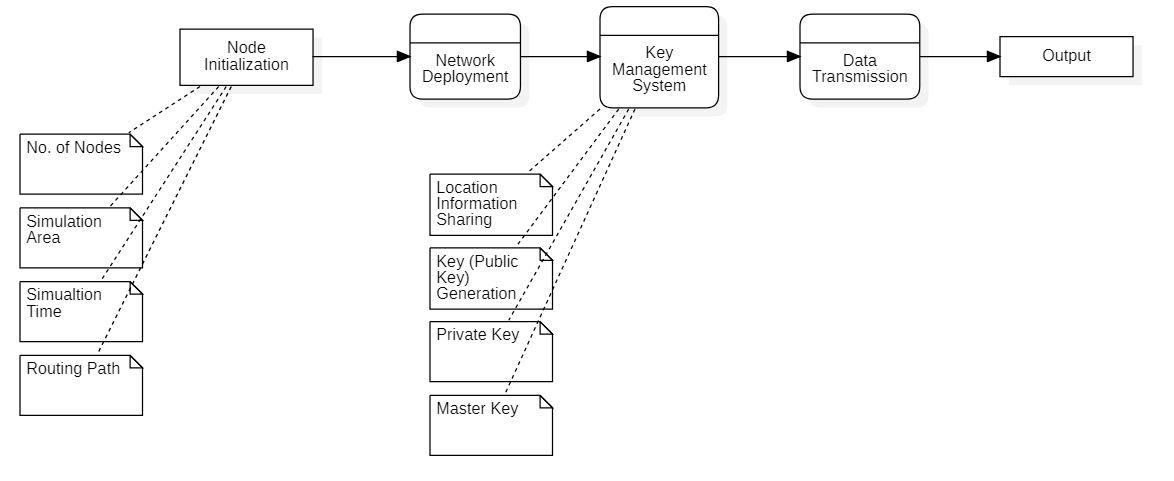 Node
Initialization
Network
Deployment
Key
Management
System
Data
Transmission
Output
No. of Nodes
Simulation
Area
Simualtion
Time
Routing Path
Location
Information
Sharing
Key (Public
Key)
Generation
Private Key
Master Key